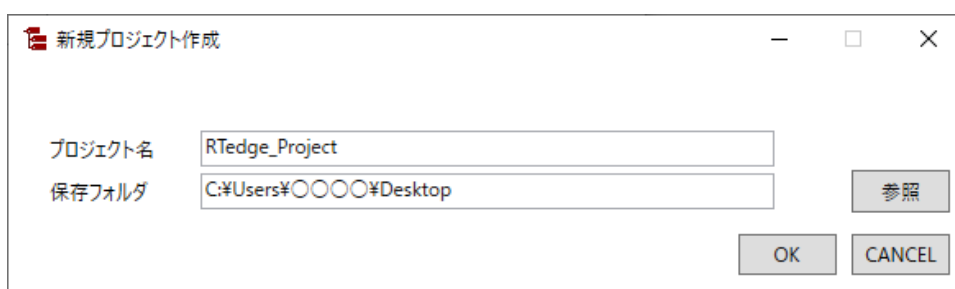 新規プロジェクト作成
プロジェクト名 RTedge_Project
保存フォルダ C:¥Users¥○○○○¥Desktop 参照
OK CANCEL